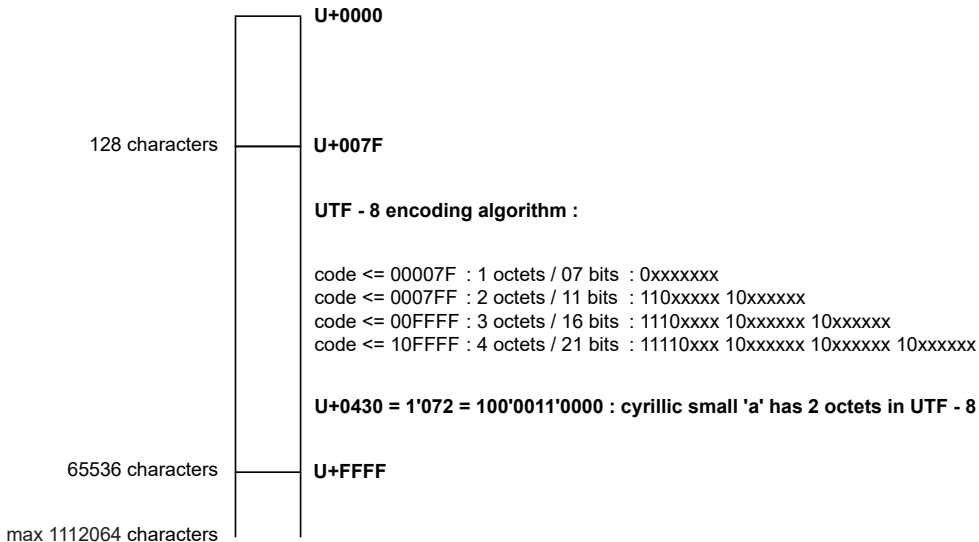 U+0000
128 characters
U+007F
UTF - 8 encoding algorithm :
code <= 00007F : 1 octets / 07 bits : 0xxxxxxx
code <= 0007FF : 2 octets / 11 bits : 110xxxxx 10xxxxxx
code <= 00FFFF : 3 octets / 16 bits : 1110xxxx 10xxxxxx 10xxxxxx
code <= 10FFFF : 4 octets / 21 bits : 11110xxx 10xxxxxx 10xxxxxx 10xxxxxx
U+0430 = 1'072 = 100'0011'0000 : cyrillic small 'a' has 2 octets in UTF - 8
65536 characters
U+FFFF
max 1112064 characters